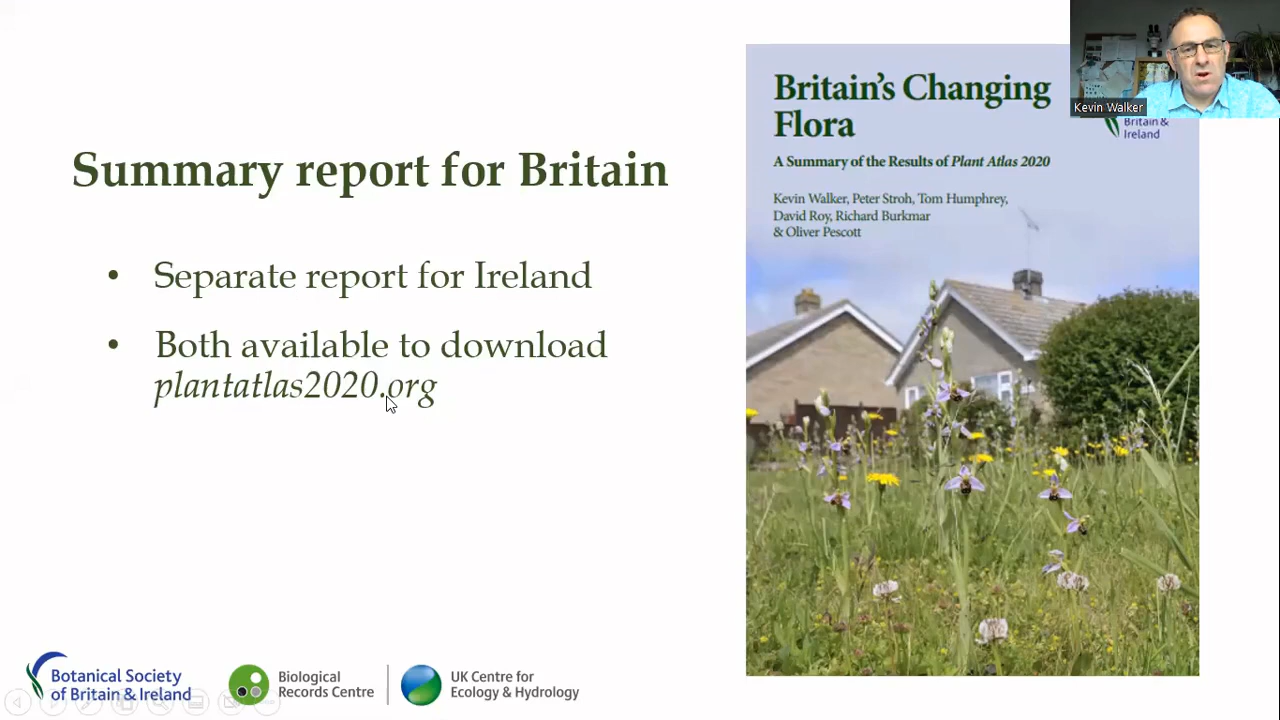 Summary report for Britain
• Separate report for Ireland
• Both available to download
plantatlas2020.org
Britain's Changing
Flora
A Summary of the Results of Plant Atlas 2020
Kevin Walker, Peter Stroh, Tom Humphrey,
David Roy, Richard Burkmar
& Oliver Pescott
Kevin Walker
Britain &
Ireland
Botanical Society
of Britain & Ireland
Biological
Records Centre
UK Centre for
Ecology & Hydrology